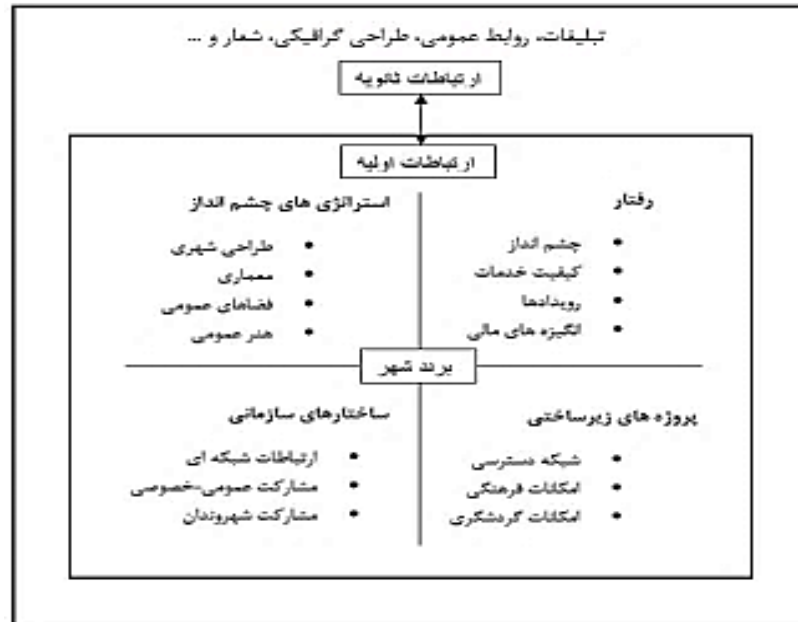 تبلیغات، روابط عمومی، طراحی گرافیکی، شعار و ...
ارتباطات ثانویه
ارتباطات اولیه
رفتار
• چشم انداز
• کیفیت خدمات
• رویدادها
• انگیزه های مالی
استراتژی های چشم انداز
• طراحی شهری
• معماری
• فضاهای عمومی
• هنر عمومی
برند شهر
پروژه های زیرساختی
• شبکه دسترسی
• امکانات فرهنگی
• امکانات گردشگری
ساختارهای سازمانی
• ارتباطات شبکه ای
• مشارکت عمومی-خصوصی
• مشارکت شهروندان